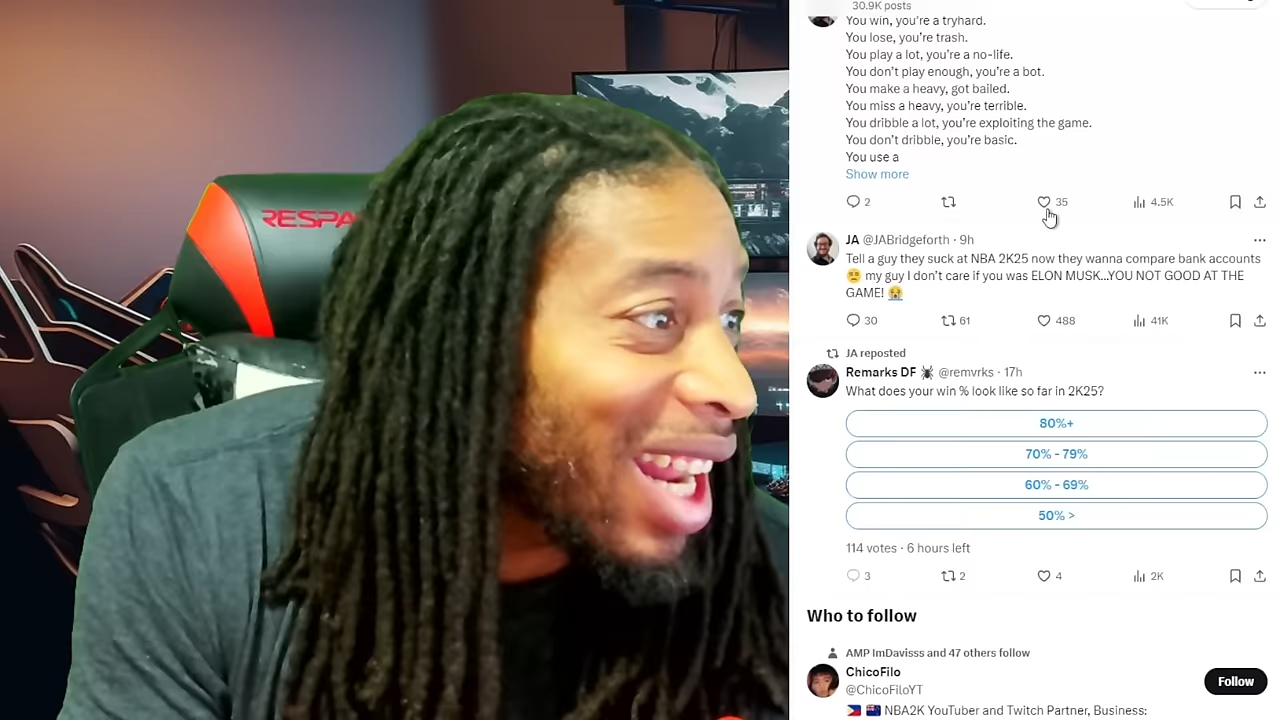 30.9K posts
You win, you're a tryhard.
You lose, you're trash.
You play a lot, you're a no-life.
You don't play enough, you're a bot.
You make a heavy, got bailed.
You miss a heavy, you're terrible.
You dribble a lot, you're exploiting the game.
You don't dribble, you're basic.
You use a
Show more
2 35 4.5K
RESPA
JA @JABridgeforth · 9h
Tell a guy they suck at NBA 2K25 now they wanna compare bank accounts
😵‍💫 my guy I don't care if you was ELON MUSK...YOU NOT GOOD AT THE
GAME! 😭
30 61 488 41K
JA reposted
Remarks DF 🕷 @remvrks · 17h
What does your win % look like so far in 2K25?
80%+
70% - 79%
60% - 69%
50% >
114 votes · 6 hours left
3 2 4 2K
Who to follow
AMP ImDavisss and 47 others follow
ChicoFilo
@ChicoFiloYT
Follow
🇵🇭 🇦🇺 NBA2K YouTuber and Twitch Partner, Business: